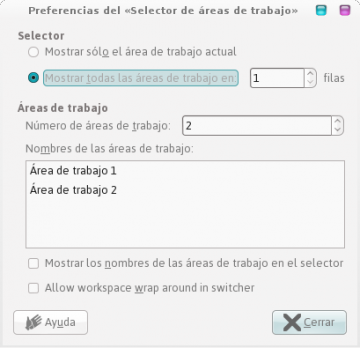 Preferencias del «Selector de áreas de trabajo»
Selector
Mostrar sólo el área de trabajo actual
Mostrar todas las áreas de trabajo en: 1 filas
Áreas de trabajo
Número de áreas de trabajo: 2
Nombres de las áreas de trabajo:
Área de trabajo 1
Área de trabajo 2
Mostrar los nombres de las áreas de trabajo en el selector
Allow workspace wrap around in switcher
Ayuda Cerrar